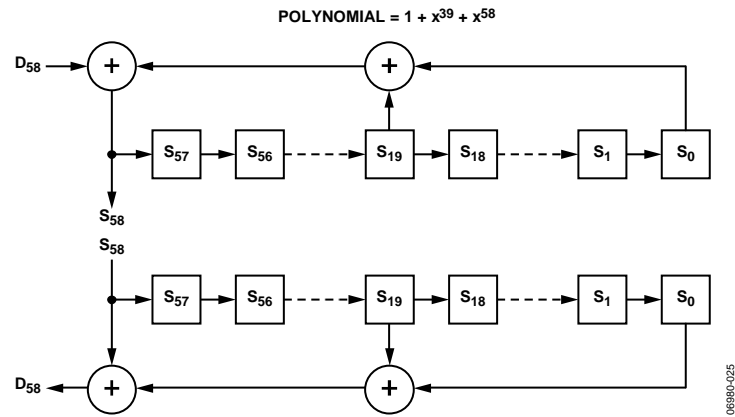 POLYNOMIAL = 1 + x³⁹ + x⁵⁸
D₅₈ + +
S₅₇ S₅₆ S₁₉ S₁₈ S₁ S₀
S₅₈
S₅₈
S₅₇ S₅₆ S₁₉ S₁₈ S₁ S₀
D₅₈ + +
06980-025